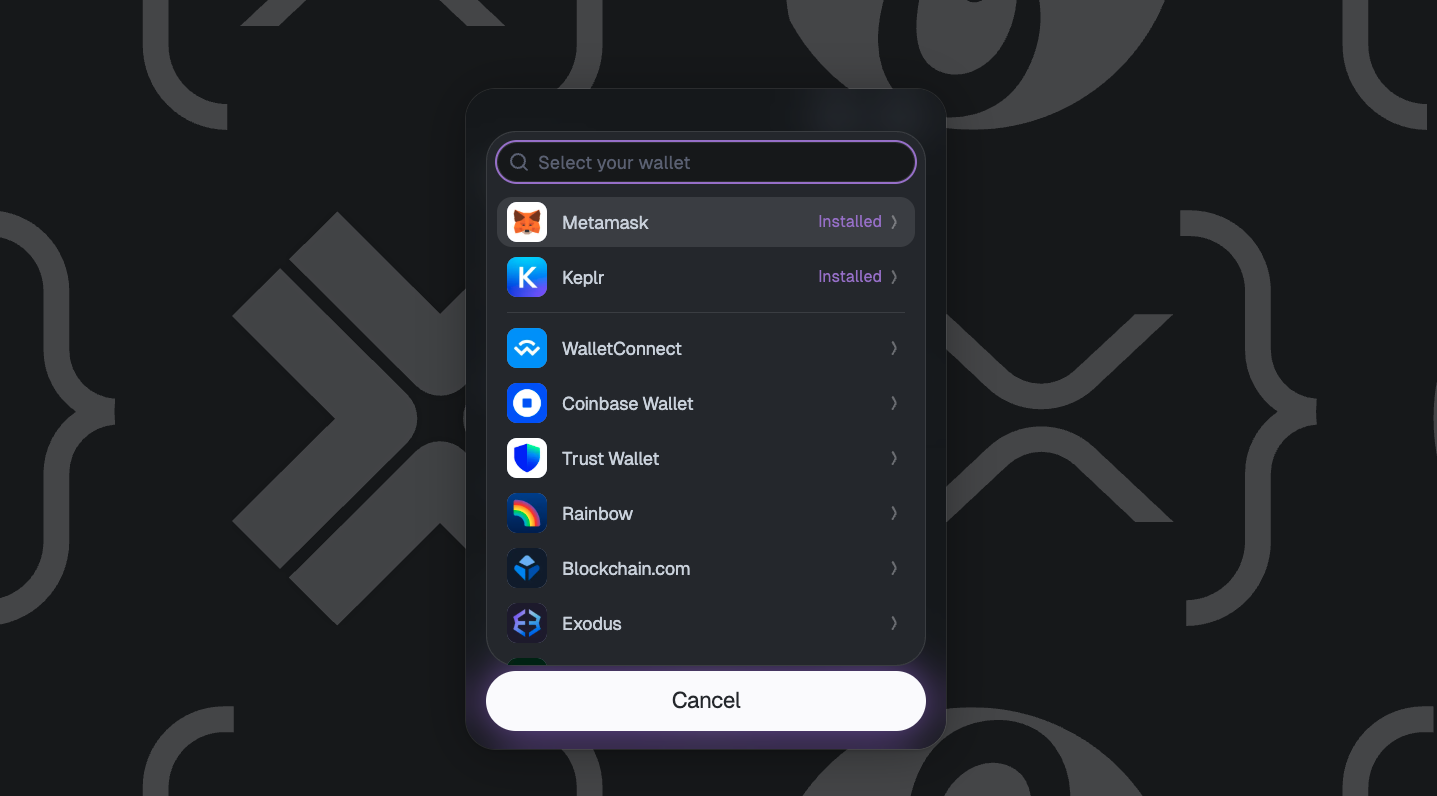 Select your wallet
Metamask Installed
Keplr Installed
WalletConnect
Coinbase Wallet
Trust Wallet
Rainbow
Blockchain.com
Exodus
Cancel